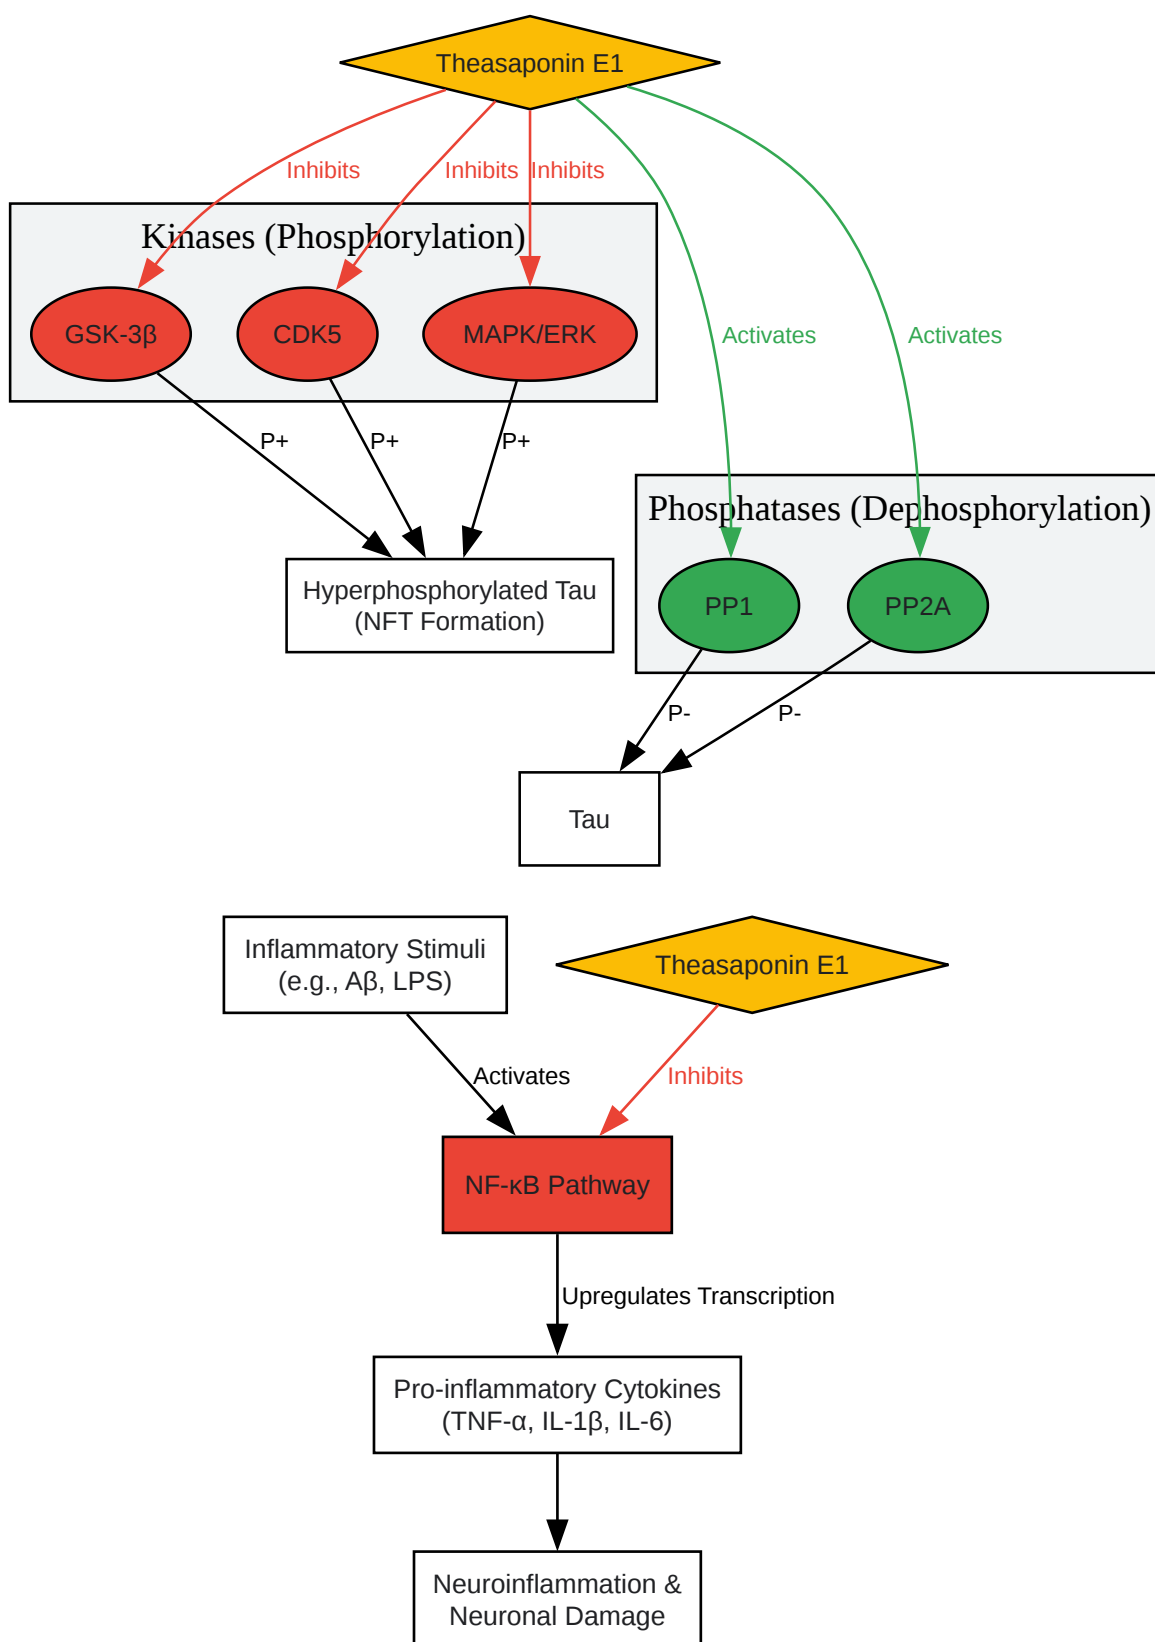 Theasaponin E1
Inhibits
Inhibits
Inhibits
Kinases (Phosphorylation)
GSK-3β
CDK5
MAPK/ERK
Activates
Activates
P+
P+
P+
Phosphatases (Dephosphorylation)
Hyperphosphorylated Tau
(NFT Formation)
PP1
PP2A
P-
P-
Tau
Inflammatory Stimuli
(e.g., Aβ, LPS)
Theasaponin E1
Activates
Inhibits
NF-κB Pathway
Upregulates Transcription
Pro-inflammatory Cytokines
(TNF-α, IL-1β, IL-6)
Neuroinflammation &
Neuronal Damage